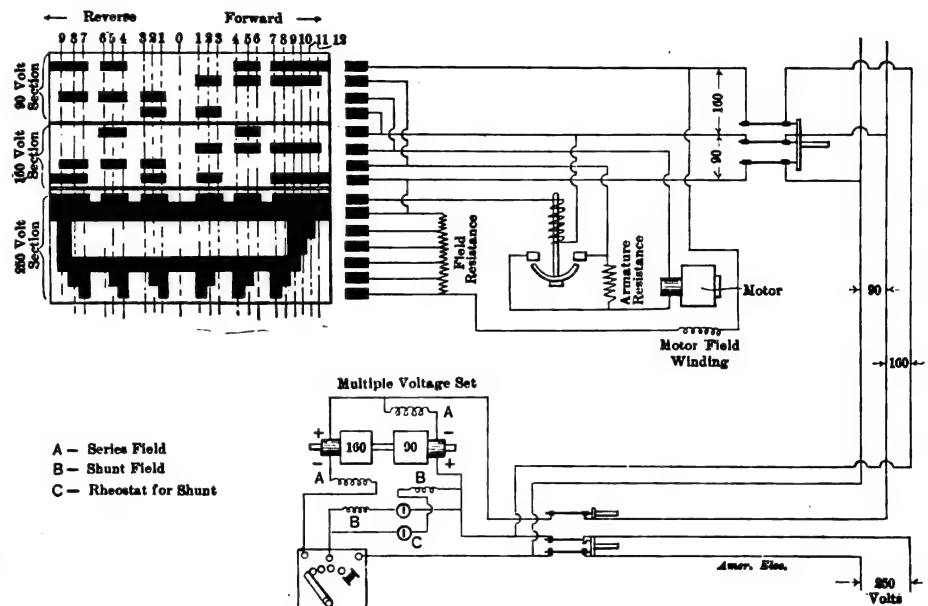 Reverse Forward
9 8 7 6 5 4 3 2 1 0 1 2 3 4 5 6 7 8 9 10 11 12
90 Volt
Section
160 Volt
Section
250 Volt
Section
160
90
Field
Resistance
Armature
Resistance
Motor
Motor Field
Winding
90
160
Multiple Voltage Set
A
+ 160 90 -
- +
A
B
B
C
A - Series Field
B - Shunt Field
C - Rheostat for Shunt
Amer. Elec.
250
Volts